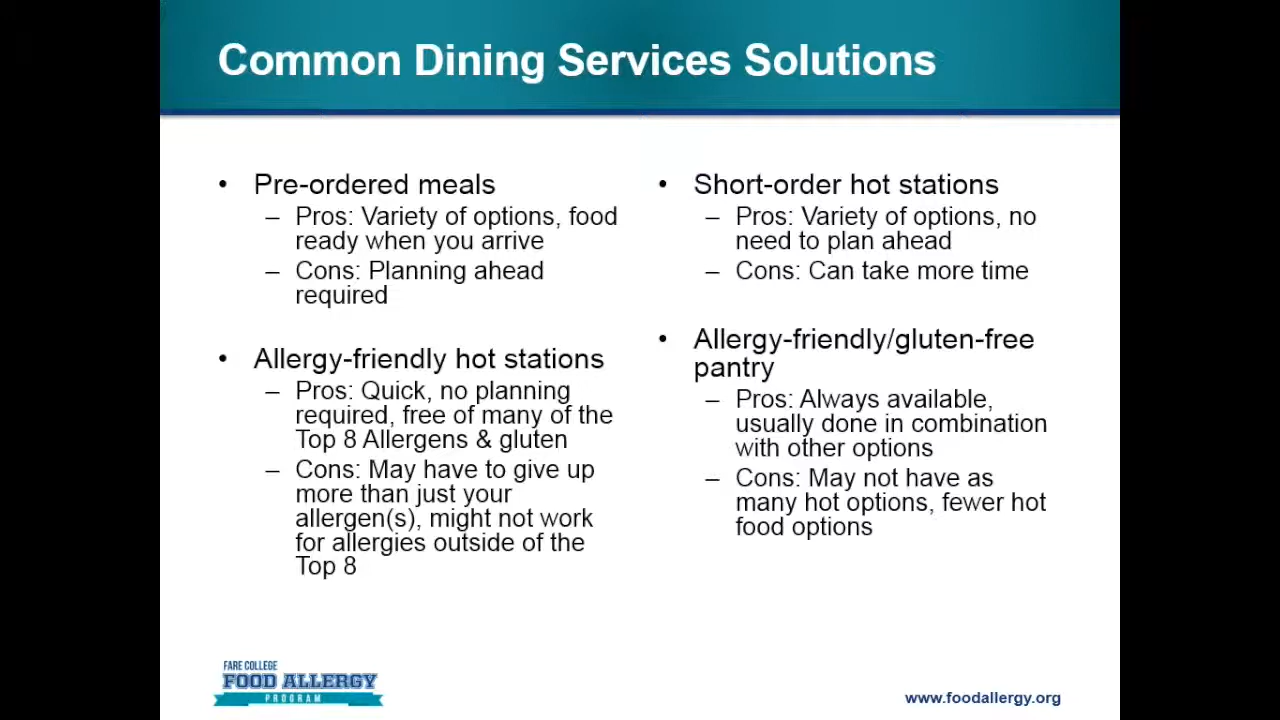 Common Dining Services Solutions
• Pre-ordered meals
– Pros: Variety of options, food
ready when you arrive
– Cons: Planning ahead
required
• Allergy-friendly hot stations
– Pros: Quick, no planning
required, free of many of the
Top 8 Allergens & gluten
– Cons: May have to give up
more than just your
allergen(s), might not work
for allergies outside of the
Top 8
• Short-order hot stations
– Pros: Variety of options, no
need to plan ahead
– Cons: Can take more time
• Allergy-friendly/gluten-free
pantry
– Pros: Always available,
usually done in combination
with other options
– Cons: May not have as
many hot options, fewer hot
food options
FARE COLLEGE
FOOD ALLERGY
PROGRAM
www.foodallergy.org